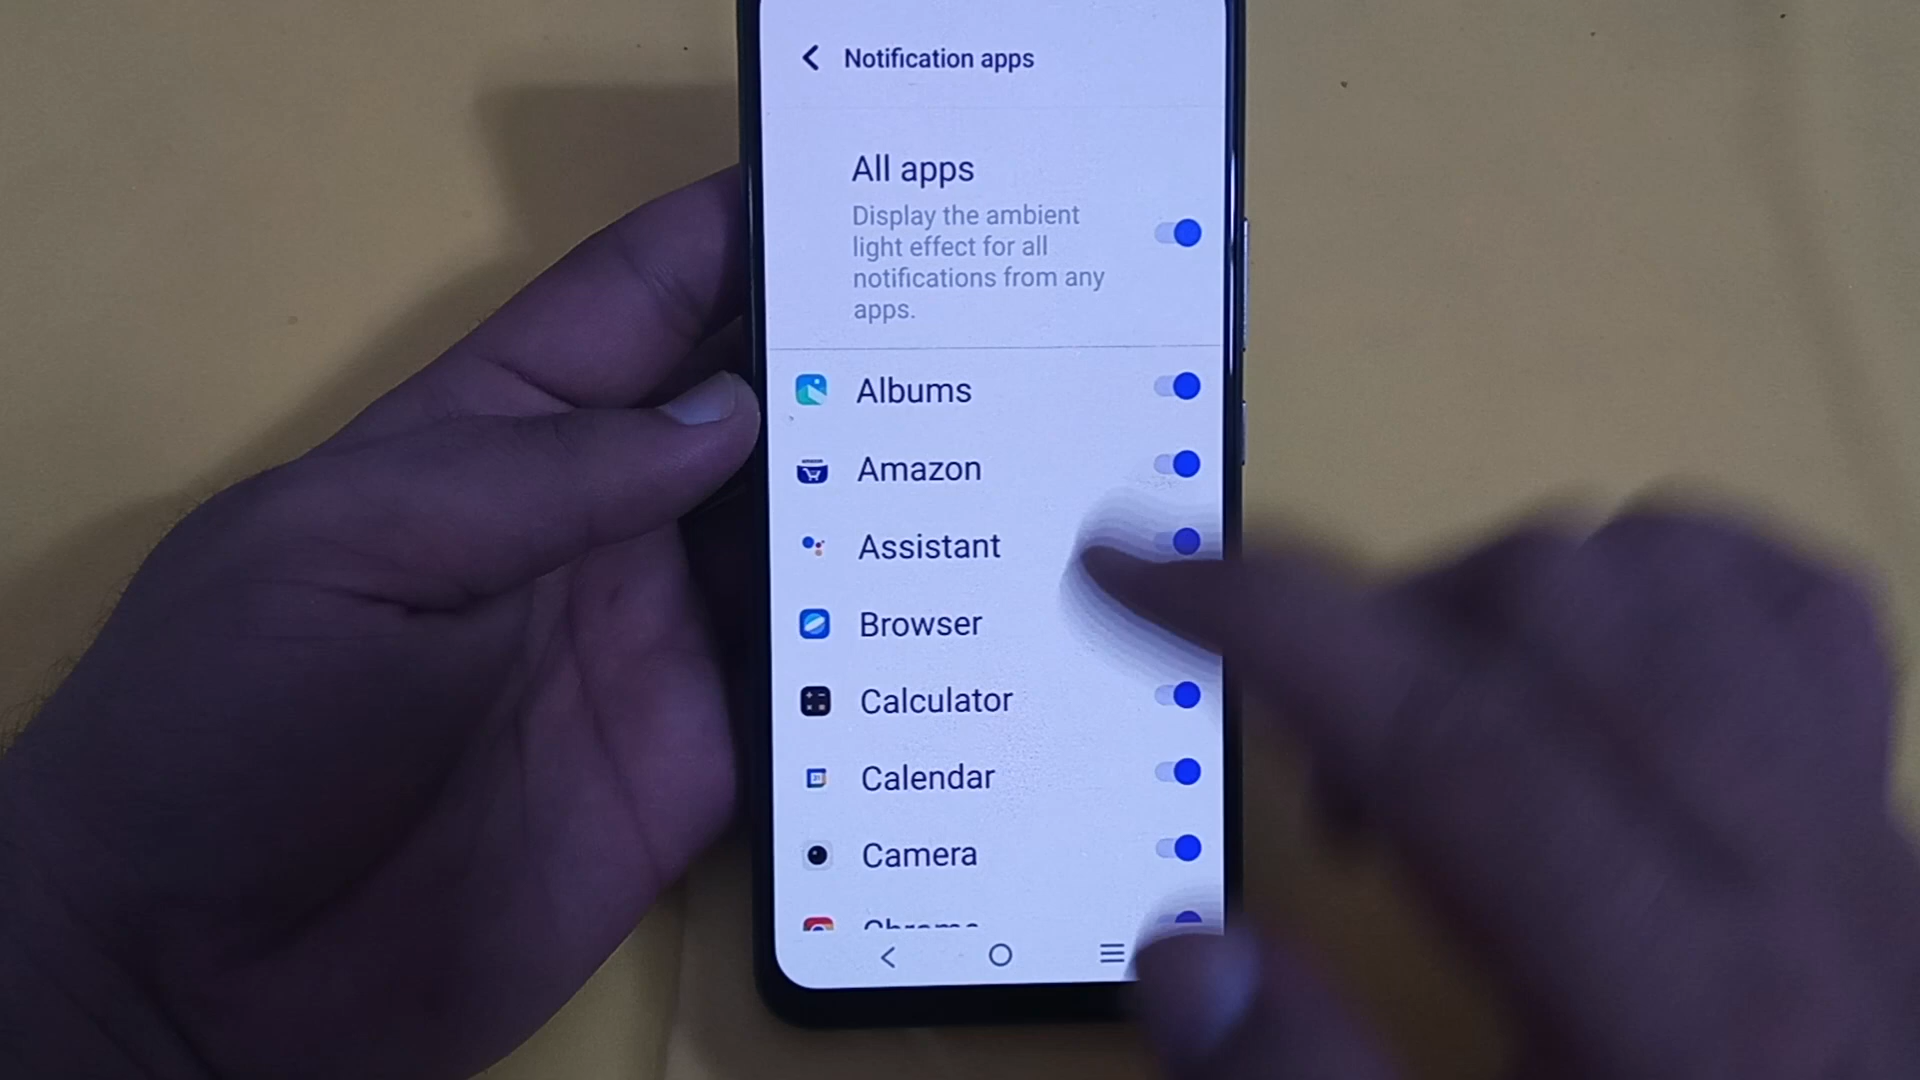 Notification apps
All apps
Display the ambient
light effect for all
notifications from any
apps.
Albums
Amazon
Assistant
Browser
Calculator
Calendar
Camera